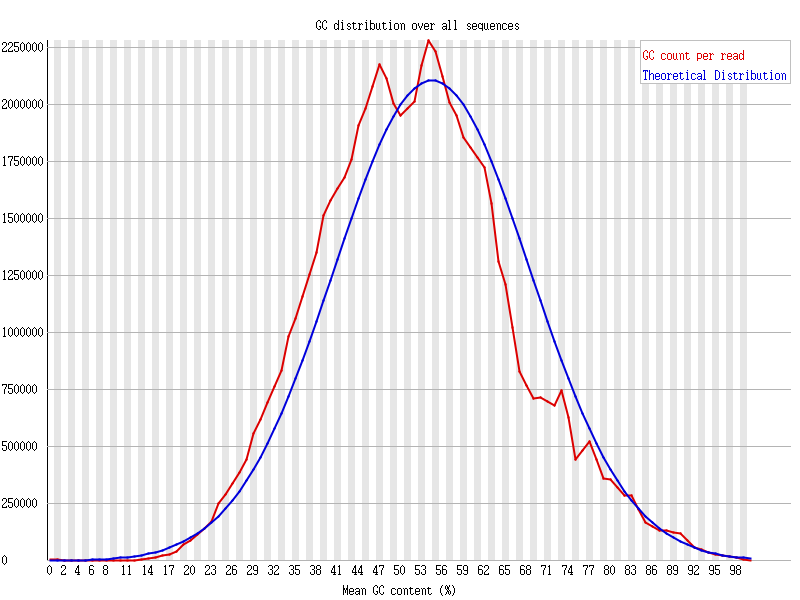 GC distribution over all sequences
GC count per read
Theoretical Distribution
2250000
2000000
1750000
1500000
1250000
1000000
750000
500000
250000
0
0 2 4 6 8 11 14 17 20 23 26 29 32 35 38 41 44 47 50 53 56 59 62 65 68 71 74 77 80 83 86 89 92 95 98
Mean GC content (%)